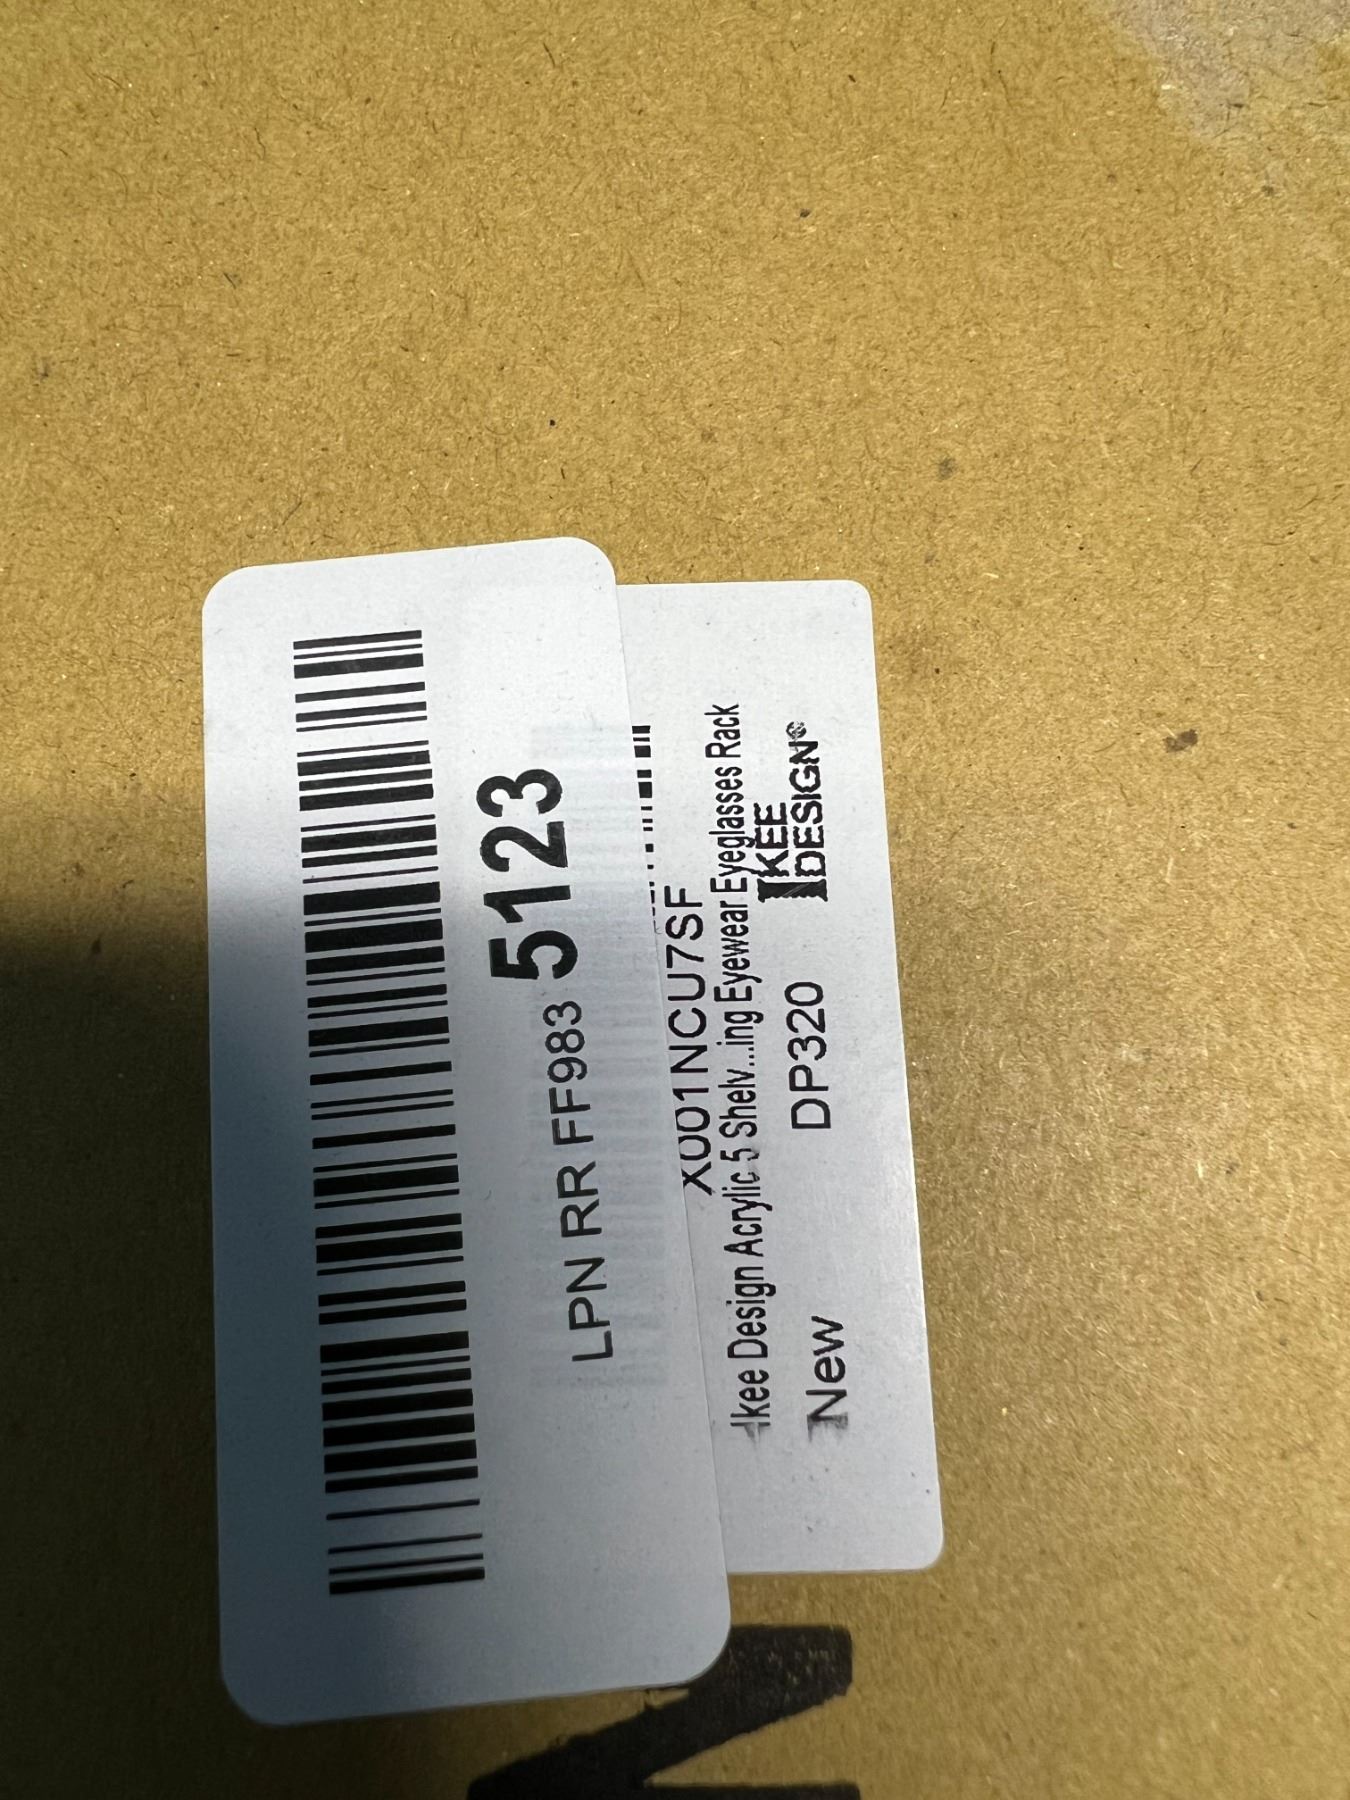 LPN RR FF983 5123
X001NCU7SF
Ikee Design Acrylic 5 Shelv...ing Eyewear Eyeglasses Rack
New DP320 IKEE DESIGN®